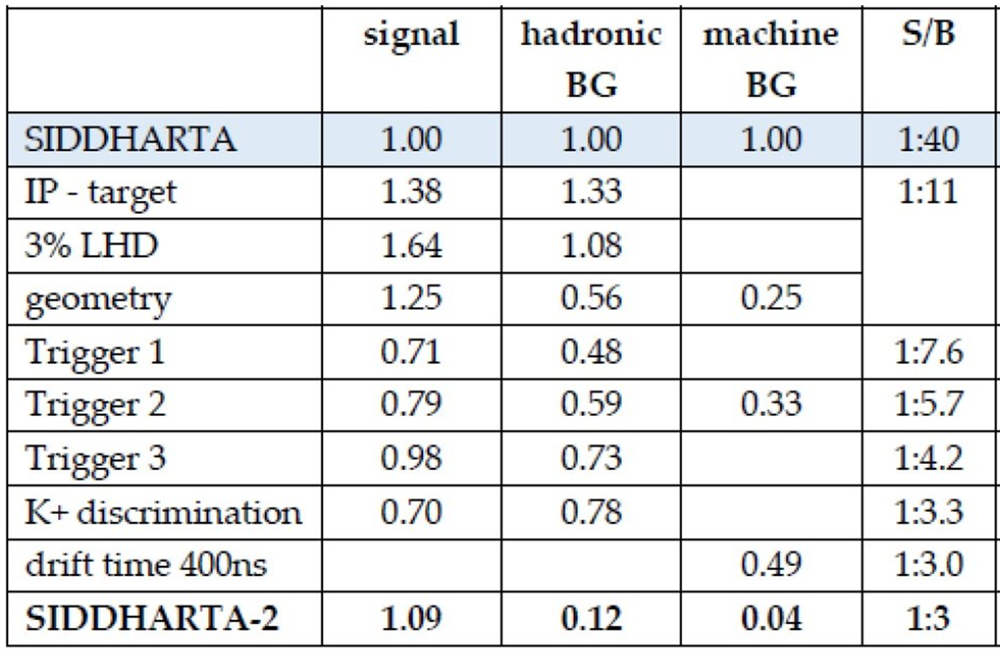 signal hadronic BG machine BG S/B
SIDDHARTA 1.00 1.00 1.00 1:40
IP - target 1.38 1.33 1:11
3% LHD 1.64 1.08
geometry 1.25 0.56 0.25
Trigger 1 0.71 0.48 1:7.6
Trigger 2 0.79 0.59 0.33 1:5.7
Trigger 3 0.98 0.73 1:4.2
K+ discrimination 0.70 0.78 1:3.3
drift time 400ns 0.49 1:3.0
SIDDHARTA-2 1.09 0.12 0.04 1:3